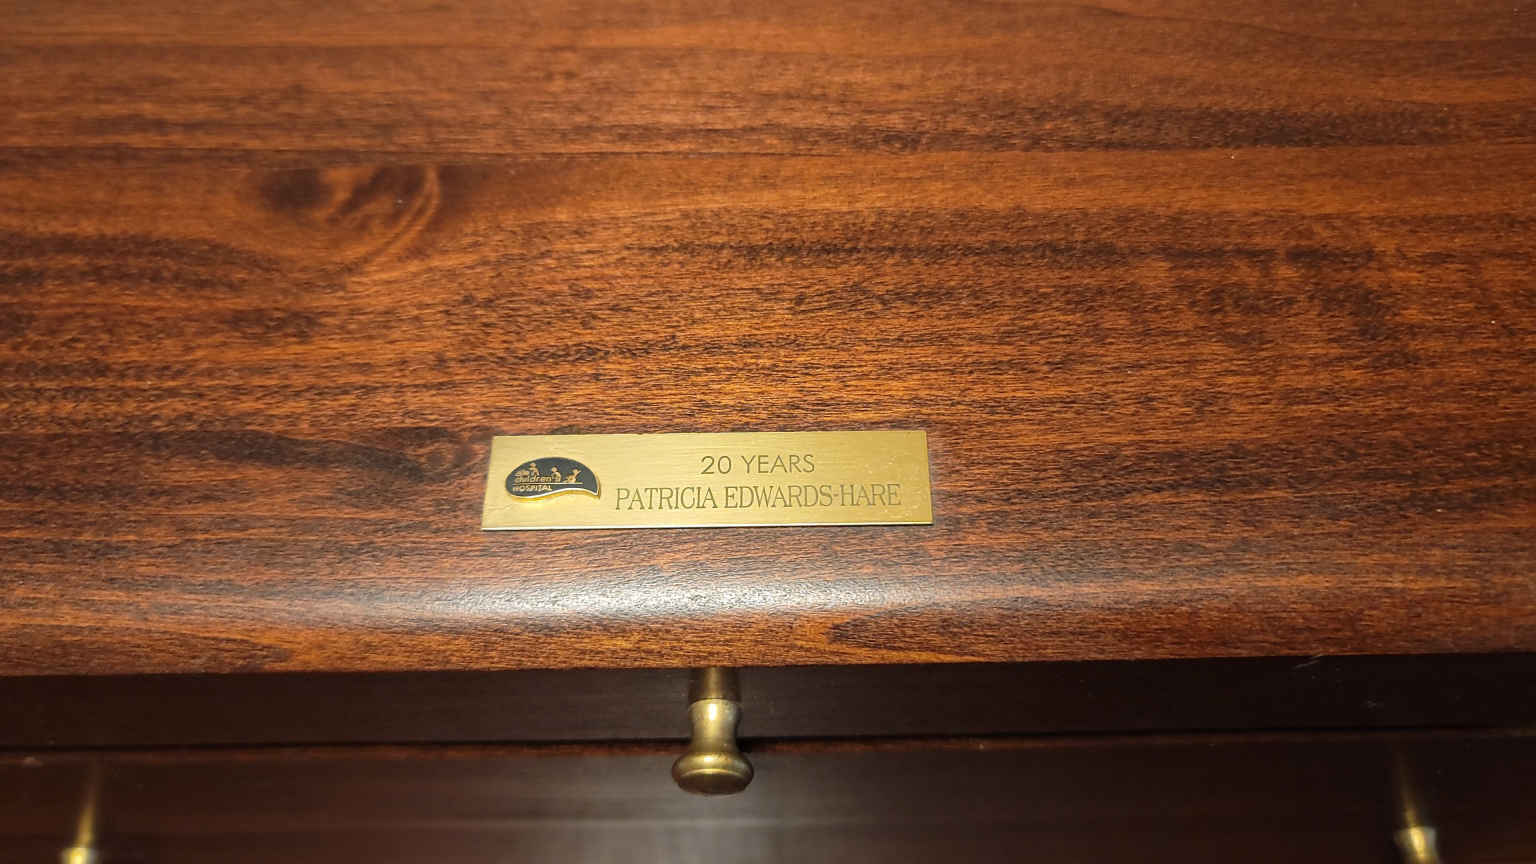 children's
HOSPITAL
20 YEARS
PATRICIA EDWARDS-HARE